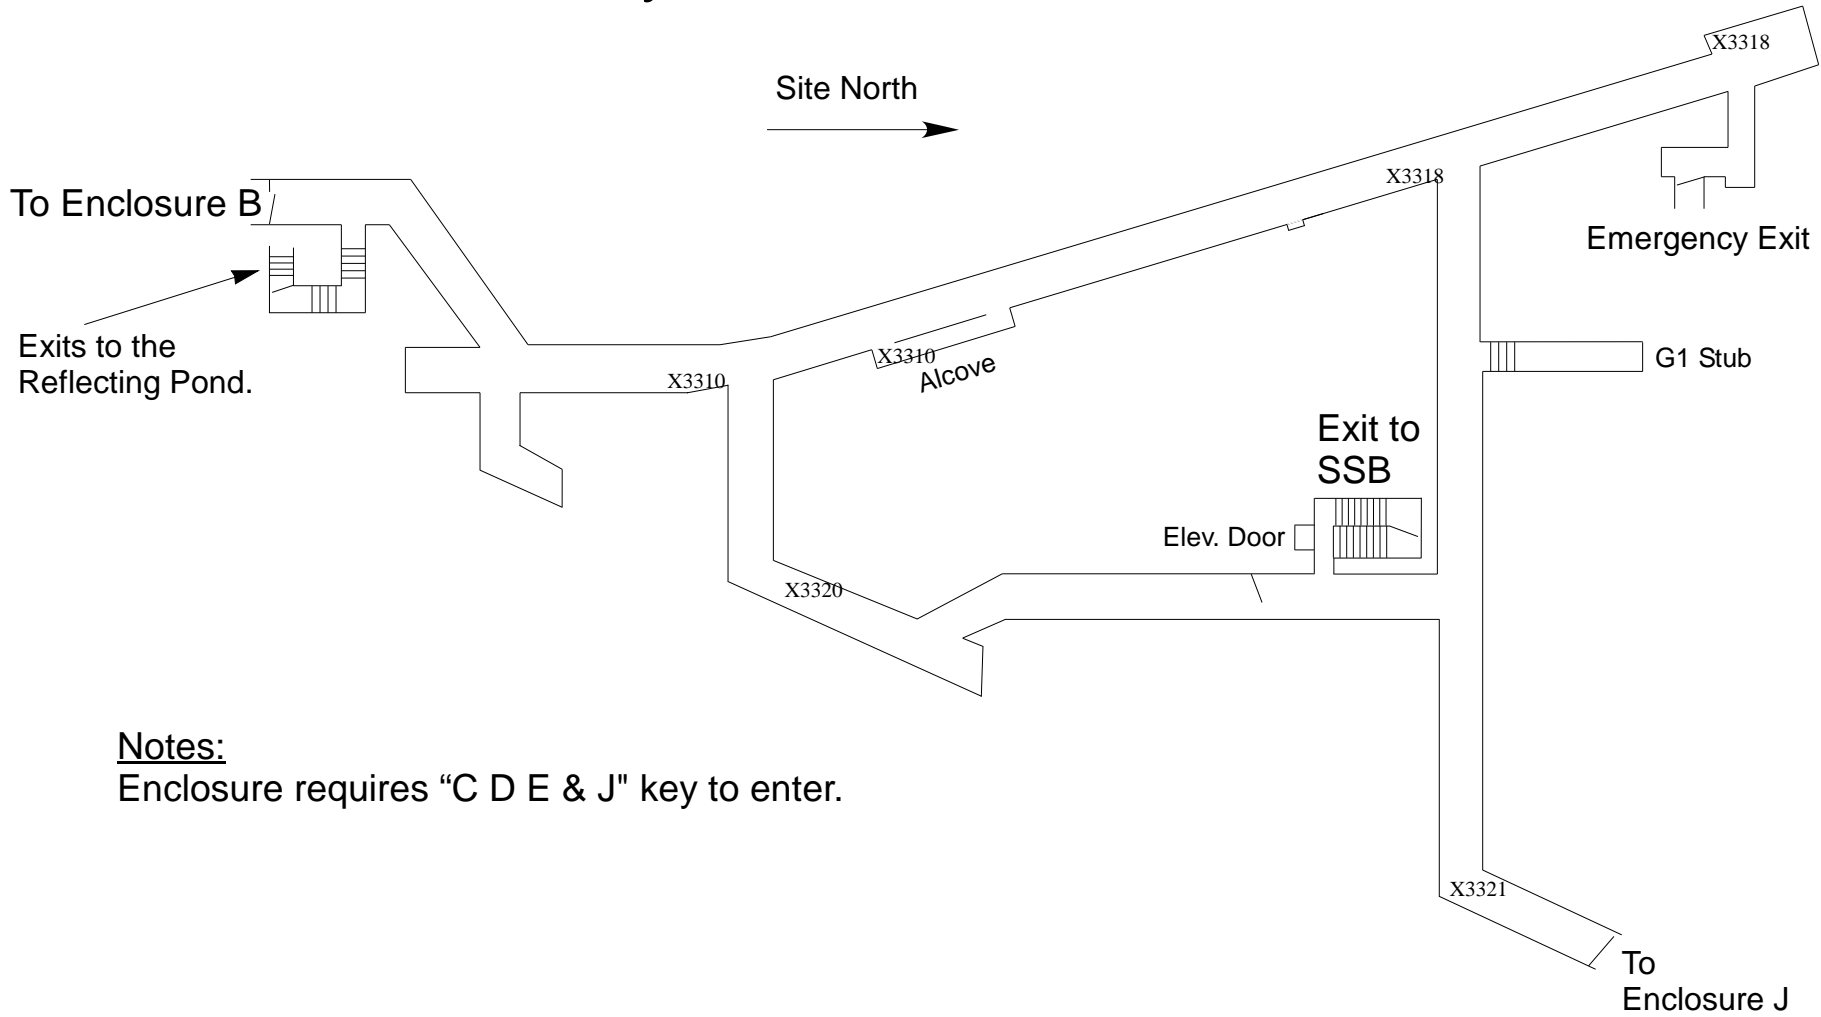 X3318
Site North
X3318
To Enclosure B
Emergency Exit
Exits to the
Reflecting Pond.
X3310
Alcove
X3310
G1 Stub
Exit to
SSB
Elev. Door
X3320
Notes:
Enclosure requires “C D E & J" key to enter.
X3321
To
Enclosure J